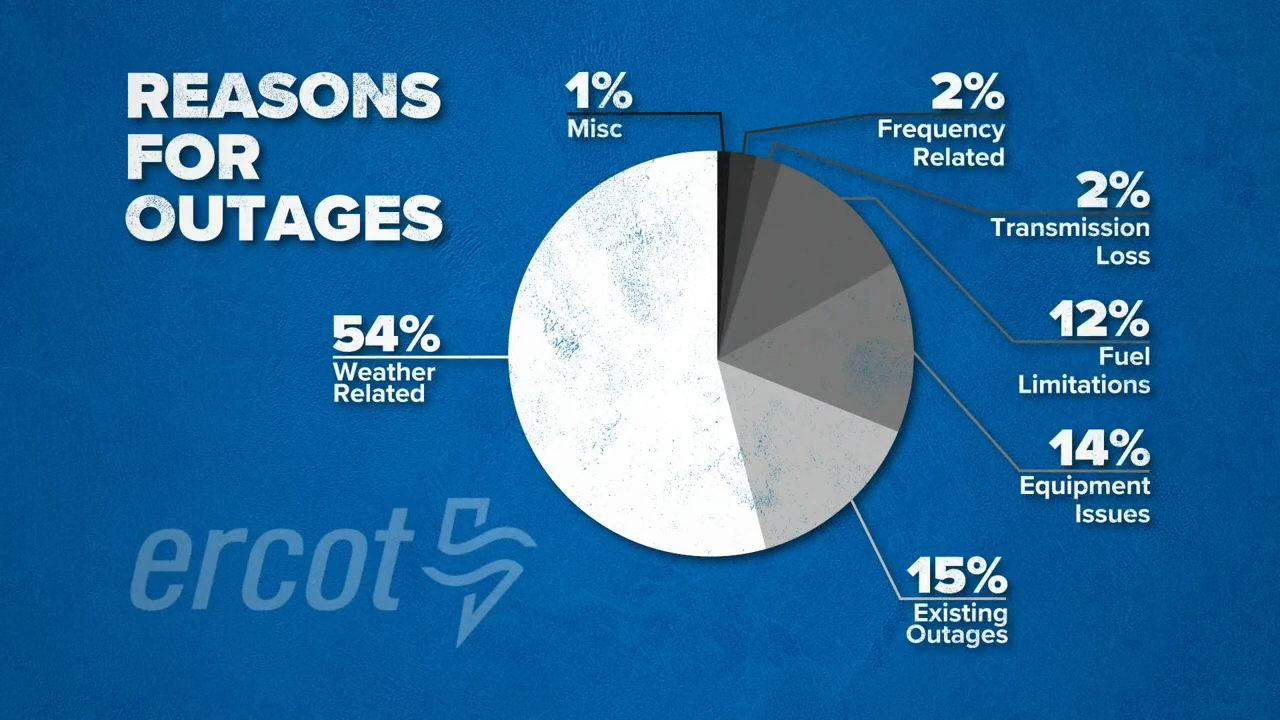 REASONS
FOR
OUTAGES
1%
Misc
2%
Frequency
Related
2%
Transmission
Loss
12%
Fuel
Limitations
14%
Equipment
Issues
15%
Existing
Outages
54%
Weather
Related
ercot